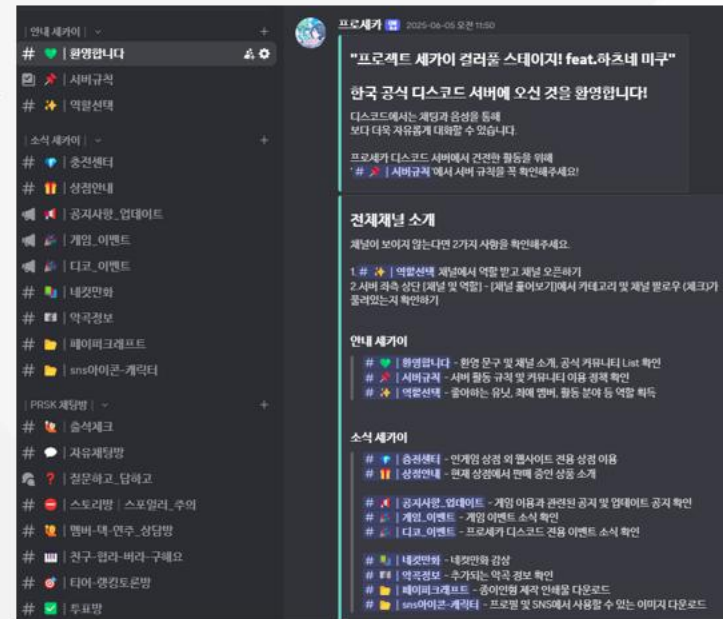 | 안내 세카이 |
# 💚 | 환영합니다
📌 | 서버규칙
# ✨ | 역할선택
| 소식 세카이 |
# 💎 | 충전센터
# 🎁 | 상점안내
📢 | 공지사항_업데이트
🎉 | 게임_이벤트
🎉 | 디코_이벤트
# | 네컷만화
# | 악곡정보
# 📁 | 페이퍼크래프트
# 📁 | sns아이콘-캐릭터
| PRSK 채팅방 |
# | 출석체크
# 💬 | 자유채팅방
❓ | 질문하고_답하고
# ⛔ | 스토리방 | 스포일러_주의
# | 멤버-덱-연주_상담방
# 🎹 | 친구-협라-버라-구해요
# 🎯 | 티어-랭킹토론방
# ✅ | 투표방
프로세카 앱 2025-06-05 오전 11:50
"프로젝트 세카이 컬러풀 스테이지! feat.하츠네 미쿠"
한국 공식 디스코드 서버에 오신 것을 환영합니다!
디스코드에서는 채팅과 음성을 통해
보다 더욱 자유롭게 대화할 수 있습니다.
프로세카 디스코드 서버에서 건전한 활동을 위해
' # 📌 | 서버규칙 '에서 서버 규칙을 꼭 확인해주세요!
전체채널 소개
채널이 보이지 않는다면 2가지 사항을 확인해주세요.
1. # ✨ | 역할선택 채널에서 역할 받고 채널 오픈하기
2.서버 좌측 상단 [채널 및 역할] - [채널 훑어보기]에서 카테고리 및 채널 팔로우 (체크)가
풀려있는지 확인하기
안내 세카이
# 💚 | 환영합니다 - 환영 문구 및 채널 소개, 공식 커뮤니티 List 확인
# 📌 | 서버규칙 - 서버 활동 규칙 및 커뮤니티 이용 정책 확인
# ✨ | 역할선택 - 좋아하는 유닛, 최애 멤버, 활동 분야 등 역할 획득
소식 세카이
# 💎 | 충전센터 - 인게임 상점 외 웹사이트 전용 상점 이용
# 🎁 | 상점안내 - 현재 상점에서 판매 중인 상품 소개
# 📢 | 공지사항_업데이트 - 게임 이용과 관련된 공지 및 업데이트 공지 확인
# 🎉 | 게임_이벤트 - 게임 이벤트 소식 확인
# 🎉 | 디코_이벤트 - 프로세카 디스코드 전용 이벤트 소식 확인
# | 네컷만화 - 네컷만화 감상
# | 악곡정보 - 추가되는 악곡 정보 확인
# 📁 | 페이퍼크래프트 - 종이인형 제작 인쇄물 다운로드
# 📁 | sns아이콘-캐릭터 - 프로필 및 SNS에서 사용할 수 있는 이미지 다운로드